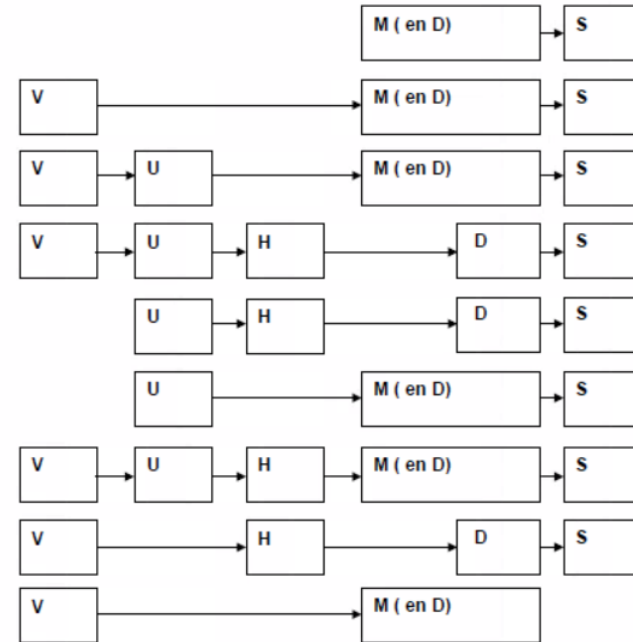 M ( en D) S
V M ( en D) S
V U M ( en D) S
V U H D S
U H D S
U M ( en D) S
V U H M ( en D) S
V H D S
V M ( en D)